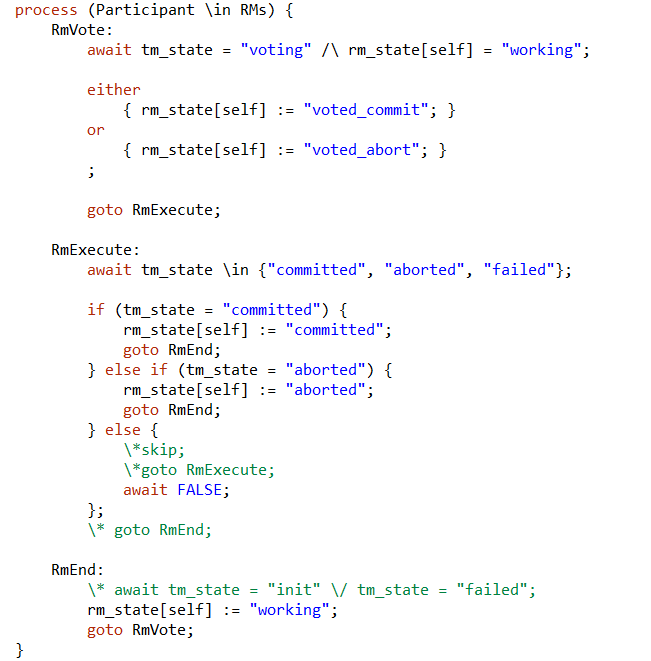 process (Participant \in RMs) {
    RmVote:
        await tm_state = "voting" /\ rm_state[self] = "working";

        either
            { rm_state[self] := "voted_commit"; }
        or
            { rm_state[self] := "voted_abort"; }
        ;

        goto RmExecute;

    RmExecute:
        await tm_state \in {"committed", "aborted", "failed"};

        if (tm_state = "committed") {
            rm_state[self] := "committed";
            goto RmEnd;
        } else if (tm_state = "aborted") {
            rm_state[self] := "aborted";
            goto RmEnd;
        } else {
            \*skip;
            \*goto RmExecute;
            await FALSE;
        };
        \* goto RmEnd;

    RmEnd:
        \* await tm_state = "init" \/ tm_state = "failed";
        rm_state[self] := "working";
        goto RmVote;
}